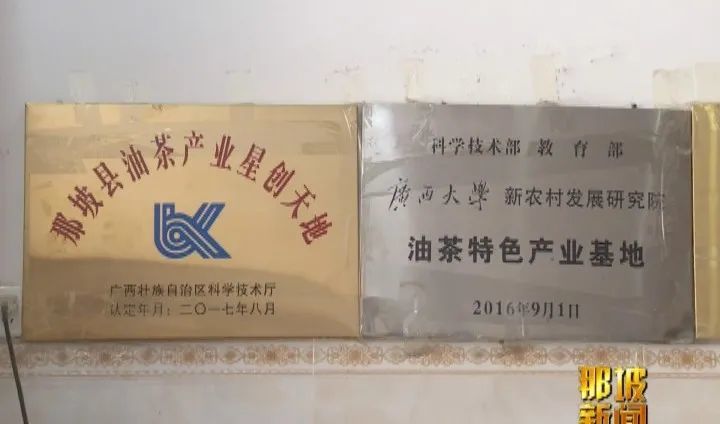 那坡县油茶产业星创天地
广西壮族自治区科学技术厅
认定年月：二〇一七年八月
科学技术部 教育部
廣西大學 新农村发展研究院
油茶特色产业基地
2016年9月1日
那坡
新闻